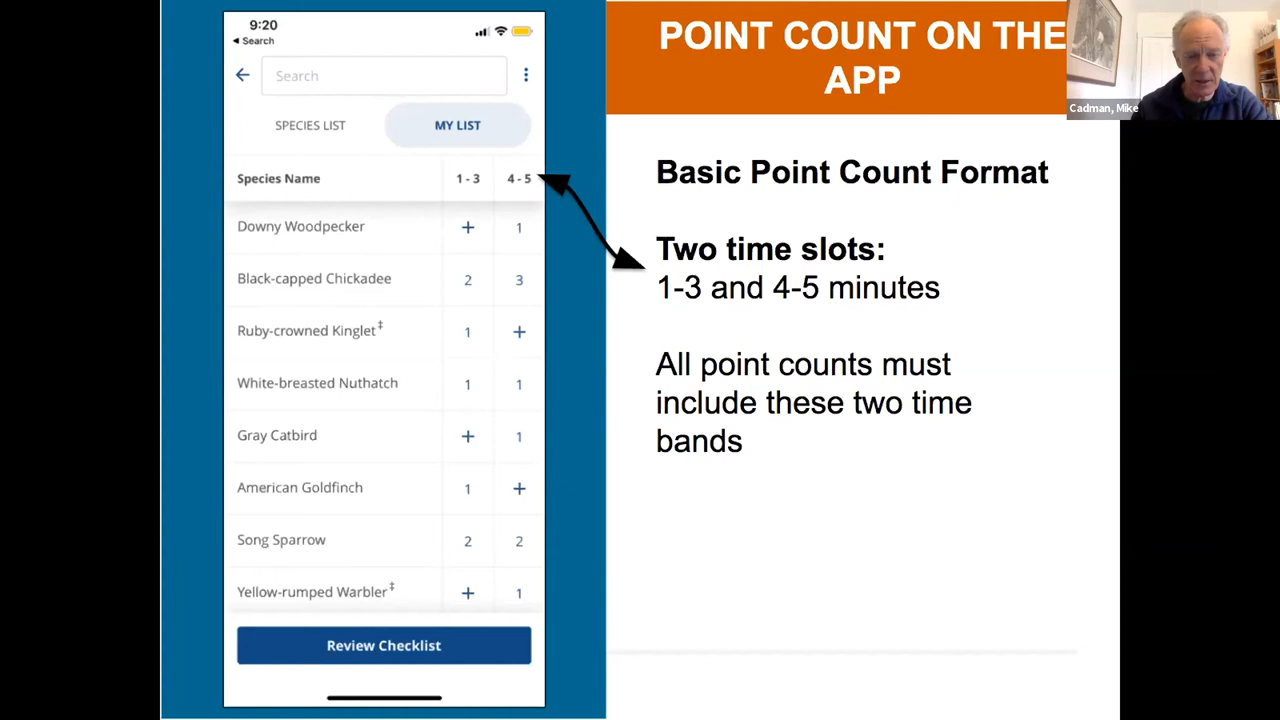 9:20
Search
Search
SPECIES LIST
MY LIST
Species Name 1 - 3 4 - 5
Downy Woodpecker + 1
Black-capped Chickadee 2 3
Ruby-crowned Kinglet‡ 1 +
White-breasted Nuthatch 1 1
Gray Catbird + 1
American Goldfinch 1 +
Song Sparrow 2 2
Yellow-rumped Warbler‡ + 1
Review Checklist
POINT COUNT ON THE
APP
Cadman, Mike
Basic Point Count Format
Two time slots:
1-3 and 4-5 minutes
All point counts must
include these two time
bands